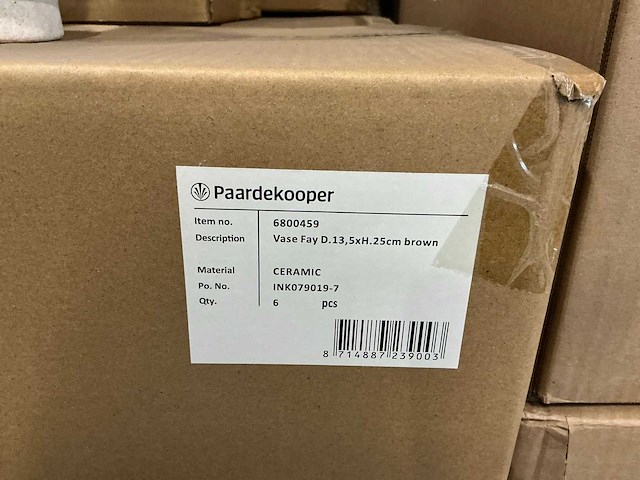 Paardekooper
Item no. 6800459
Description Vase Fay D.13,5xH.25cm brown
Material CERAMIC
Po. No. INK079019-7
Qty. 6 pcs
8 714887 239003